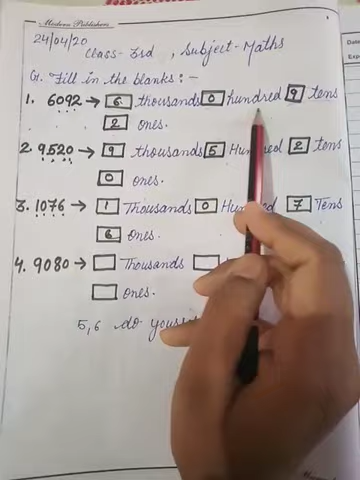 Modern Publishers
24/04/20
Class-3rd, Subject-Maths
Q. Fill in the blanks:-
1. 6092 → 6 thousands 0 hundred 9 tens
2 ones.
2. 9520 → 9 thousands 5 Hundred 2 tens
0 ones.
3. 1076 → 1 Thousands 0 Hundred 7 Tens
6 ones.
4. 9080 → Thousands
ones.
5,6 do